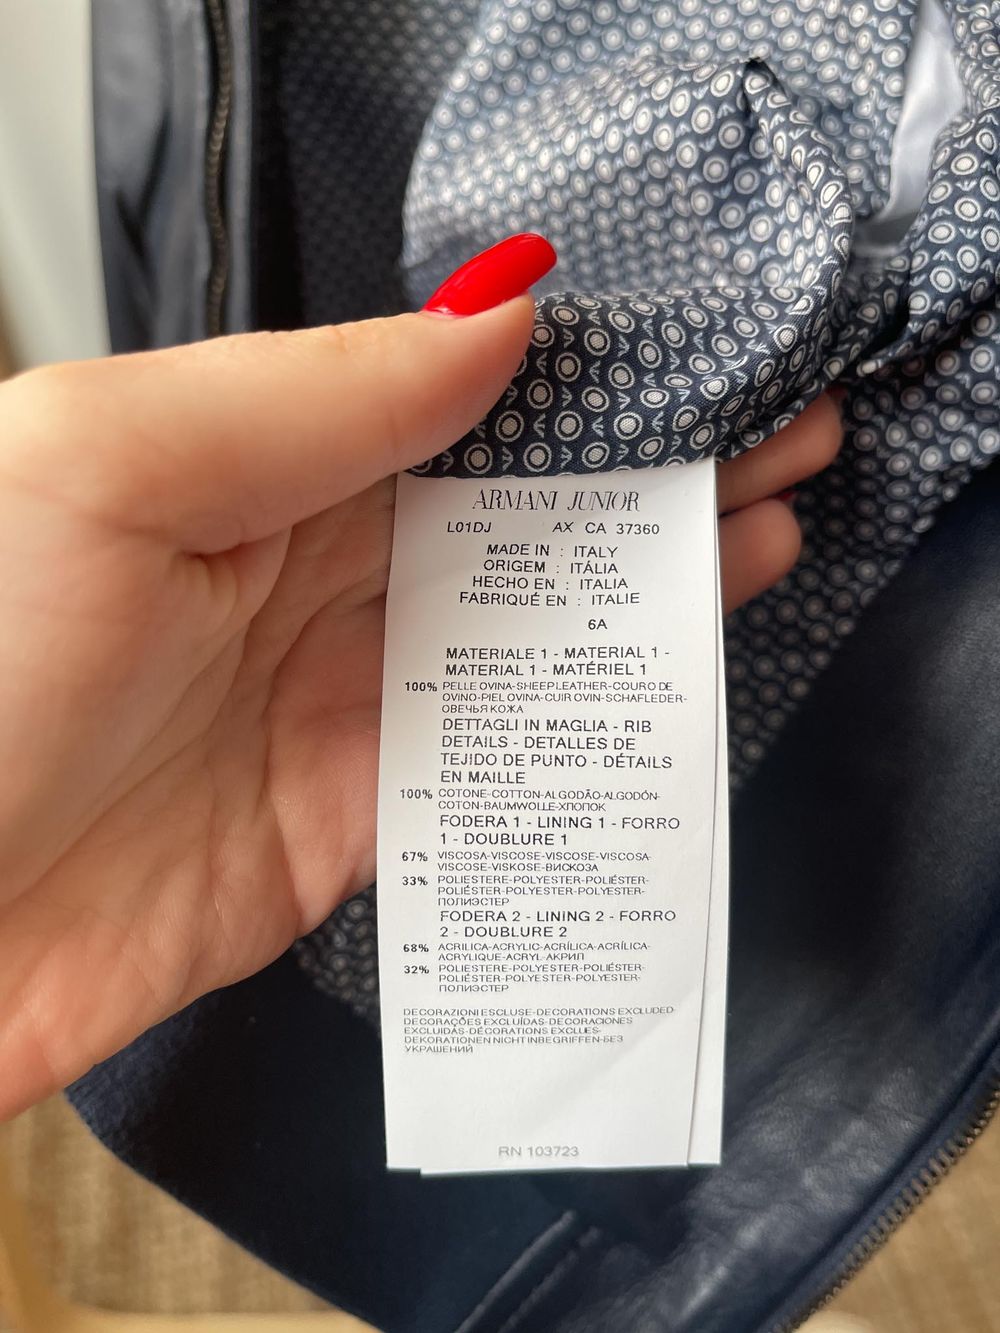 ARMANI JUNIOR
L01DJ AX CA 37360
MADE IN : ITALY
ORIGEM : ITÁLIA
HECHO EN : ITALIA
FABRIQUÉ EN : ITALIE
6A
MATERIALE 1 - MATERIAL 1 -
MATERIAL 1 - MATÉRIEL 1
100% PELLE OVINA-SHEEP LEATHER-COURO DE
OVINO-PIEL OVINA-CUIR OVIN-SCHAFLEDER-
ОВЕЧЬЯ КОЖА
DETTAGLI IN MAGLIA - RIB
DETAILS - DETALLES DE
TEJIDO DE PUNTO - DÉTAILS
EN MAILLE
100% COTONE-COTTON-ALGODÃO-ALGODÓN-
COTON-BAUMWOLLE-ХЛОПОК
FODERA 1 - LINING 1 - FORRO
1 - DOUBLURE 1
67% VISCOSA-VISCOSE-VISCOSE-VISCOSA-
VISCOSE-VISKOSE-ВИСКОЗА
33% POLIESTERE-POLYESTER-POLIÉSTER-
POLIÉSTER-POLYESTER-POLYESTER-
ПОЛИЭСТЕР
FODERA 2 - LINING 2 - FORRO
2 - DOUBLURE 2
68% ACRILICA-ACRYLIC-ACRÍLICA-ACRÍLICA-
ACRYLIQUE-ACRYL-АКРИЛ
32% POLIESTERE-POLYESTER-POLIÉSTER-
POLIÉSTER-POLYESTER-POLYESTER-
ПОЛИЭСТЕР
DECORAZIONI ESCLUSE-DECORATIONS EXCLUDED-
DECORAÇÕES EXCLUÍDAS-DECORACIONES
EXCLUIDAS-DÉCORATIONS EXCLUES-
DEKORATIONEN NICHT INBEGRIFFEN-БЕЗ
УКРАШЕНИЙ
RN 103723